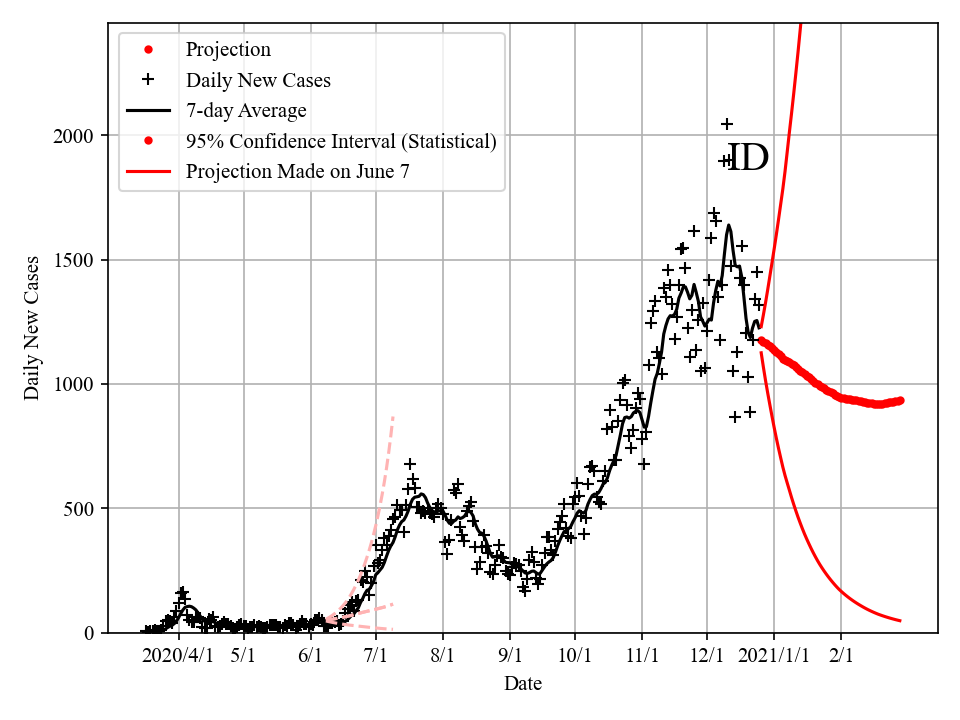 Projection
Daily New Cases
7-day Average
95% Confidence Interval (Statistical)
Projection Made on June 7
ID
Daily New Cases
2000
1500
1000
500
0
2020/4/1 5/1 6/1 7/1 8/1 9/1 10/1 11/1 12/1 2021/1/1 2/1
Date